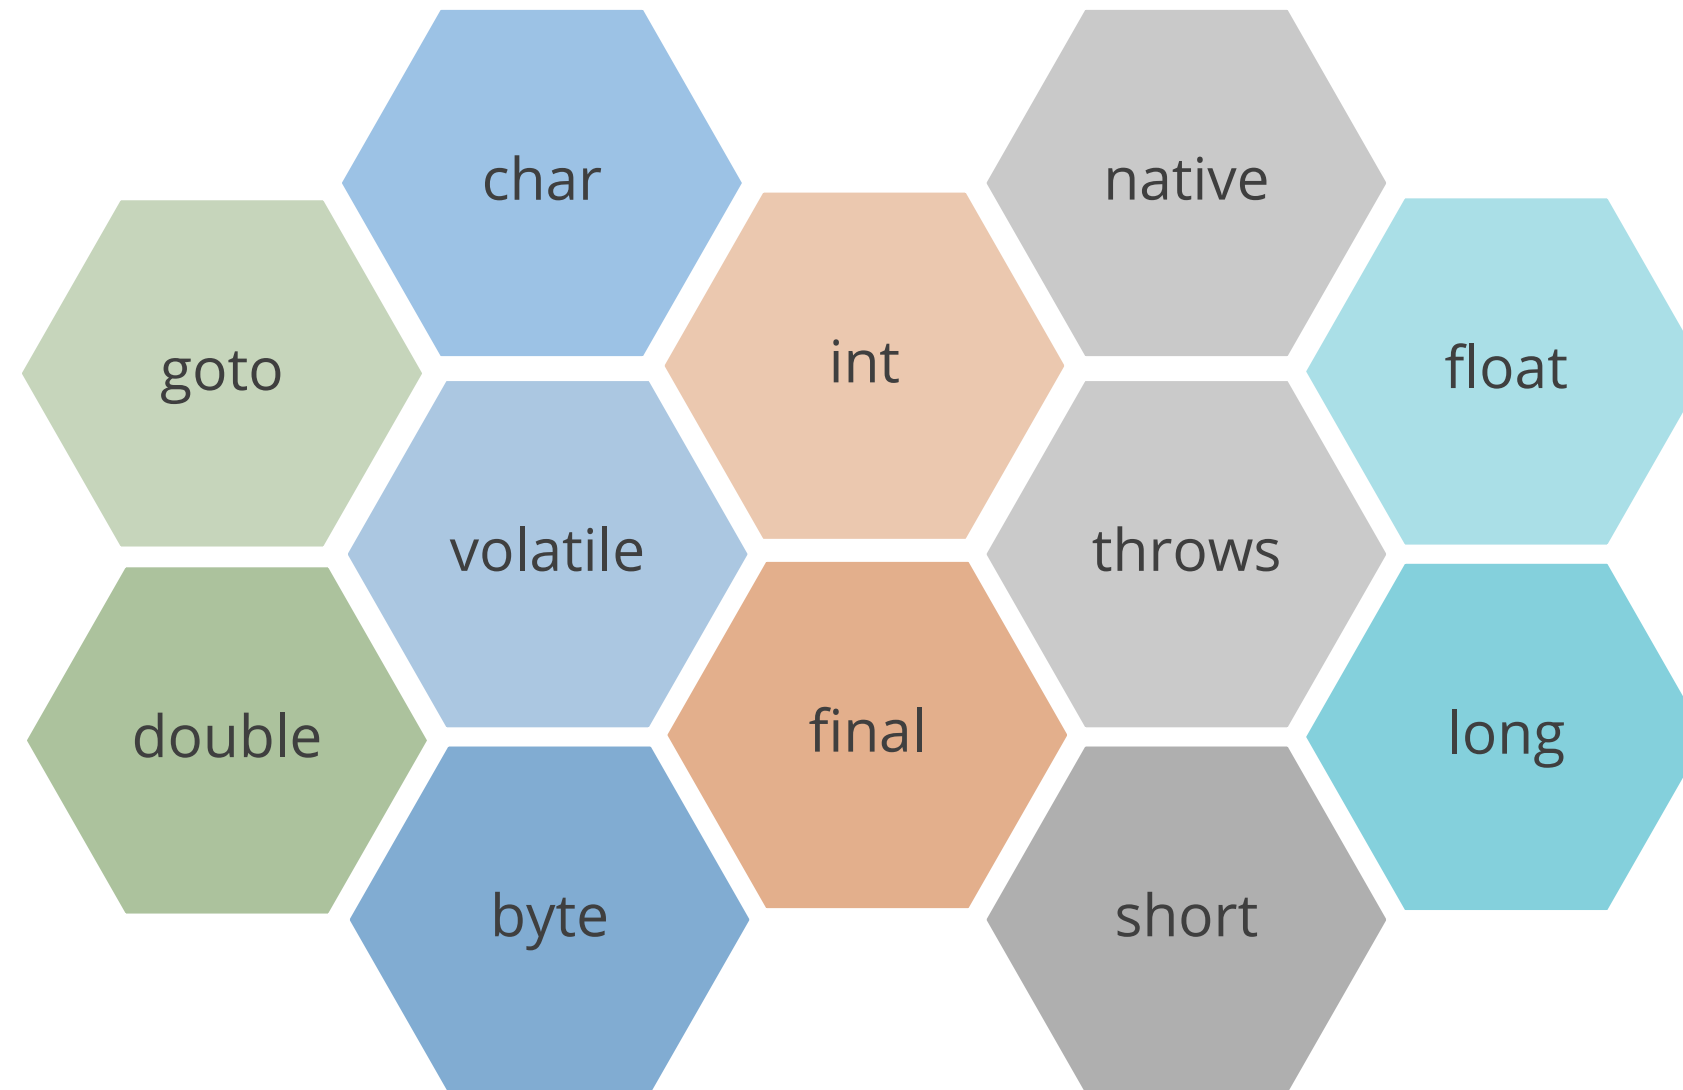 char
native
goto
int
float
volatile
throws
double
final
long
byte
short